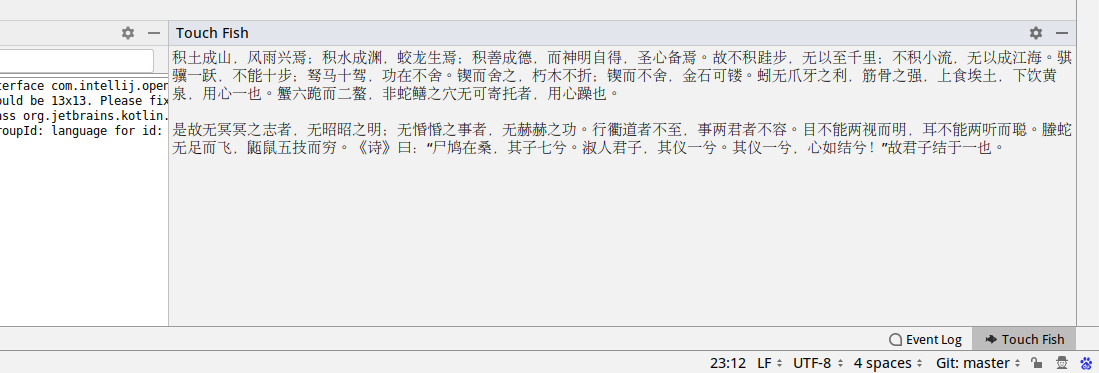 Touch Fish
terface com.intellij.open
ould be 13x13. Please fix
ass org.jetbrains.kotlin.
roupId: language for id:
积土成山，风雨兴焉；积水成渊，蛟龙生焉；积善成德，而神明自得，圣心备焉。故不积跬步，无以至千里；不积小流，无以成江海。骐
骥一跃，不能十步；驽马十驾，功在不舍。锲而舍之，朽木不折；锲而不舍，金石可镂。蚓无爪牙之利，筋骨之强，上食埃土，下饮黄
泉，用心一也。蟹六跪而二螯，非蛇鳝之穴无可寄托者，用心躁也。
是故无冥冥之志者，无昭昭之明；无惛惛之事者，无赫赫之功。行衢道者不至，事两君者不容。目不能两视而明，耳不能两听而聪。螣蛇
无足而飞，鼫鼠五技而穷。《诗》曰：“尸鸠在桑，其子七兮。淑人君子，其仪一兮。其仪一兮，心如结兮！”故君子结于一也。
Event Log
Touch Fish
23:12 LF UTF-8 4 spaces Git: master